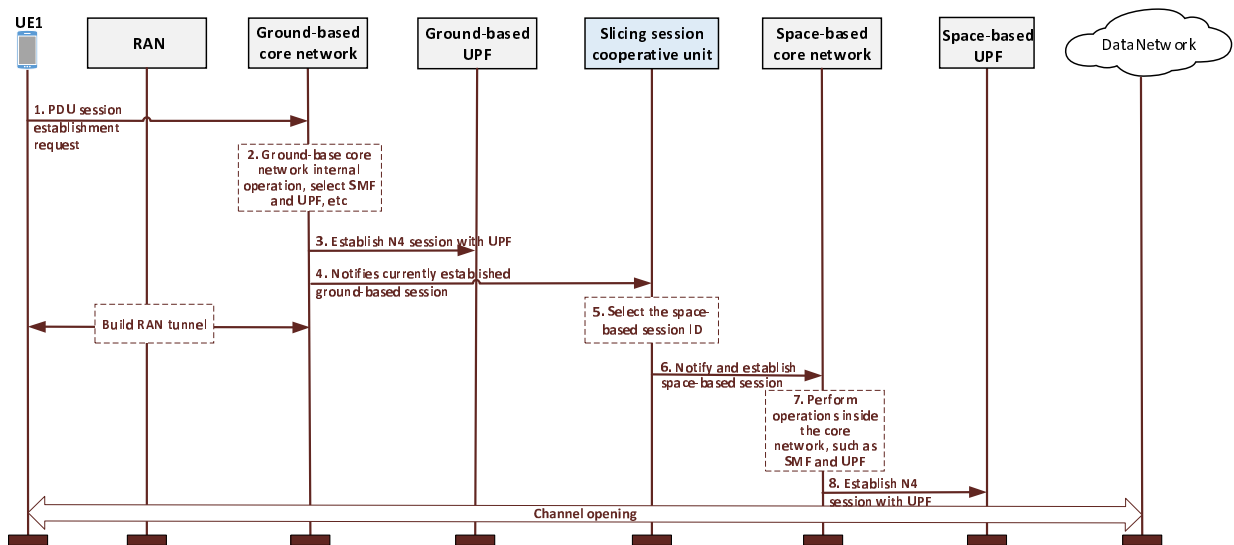 UE1
RAN
Ground-based
core network
Ground-based
UPF
Slicing session
cooperative unit
Space-based
core network
Space-based
UPF
DataNetwork
1. PDU session
establishment
request
2. Ground-base core
network internal
operation, select SMF
and UPF, etc
3. Establish N4 session with UPF
4. Notifies currently established
ground-based session
5. Select the space-
based session ID
Build RAN tunnel
6. Notify and establish
space-based session
7. Perform
operations inside
the core
network, such as
SMF and UPF
8. Establish N4
session with UPF
Channel opening